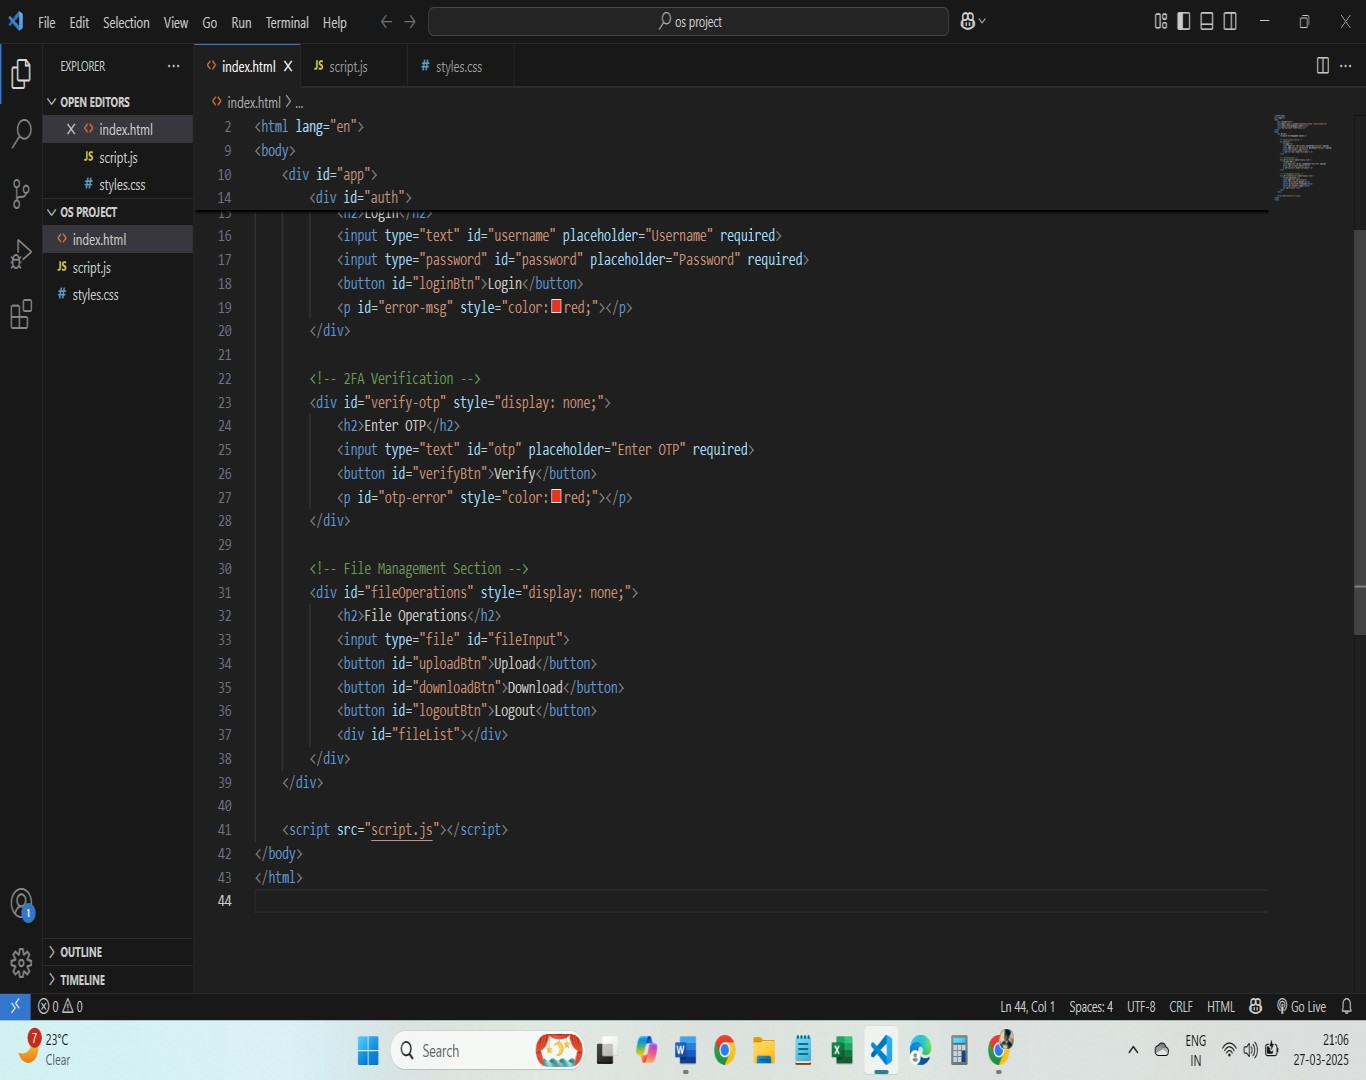 File Edit Selection View Go Run Terminal Help
os project
EXPLORER
OPEN EDITORS
index.html
JS script.js
# styles.css
OS PROJECT
index.html
JS script.js
# styles.css
OUTLINE
TIMELINE
index.html X JS script.js # styles.css
index.html > ...
2 <html lang="en">
9 <body>
10 <div id="app">
14 <div id="auth">
15 <h2>Login</h2>
16 <input type="text" id="username" placeholder="Username" required>
17 <input type="password" id="password" placeholder="Password" required>
18 <button id="loginBtn">Login</button>
19 <p id="error-msg" style="color:red;"></p>
20 </div>
21
22 <!-- 2FA Verification -->
23 <div id="verify-otp" style="display: none;">
24 <h2>Enter OTP</h2>
25 <input type="text" id="otp" placeholder="Enter OTP" required>
26 <button id="verifyBtn">Verify</button>
27 <p id="otp-error" style="color:red;"></p>
28 </div>
29
30 <!-- File Management Section -->
31 <div id="fileOperations" style="display: none;">
32 <h2>File Operations</h2>
33 <input type="file" id="fileInput">
34 <button id="uploadBtn">Upload</button>
35 <button id="downloadBtn">Download</button>
36 <button id="logoutBtn">Logout</button>
37 <div id="fileList"></div>
38 </div>
39 </div>
40
41 <script src="script.js"></script>
42 </body>
43 </html>
44
1
0 0
Ln 44, Col 1 Spaces: 4 UTF-8 CRLF HTML Go Live
7 23°C
Clear
Search
ENG
IN
21:06
27-03-2025